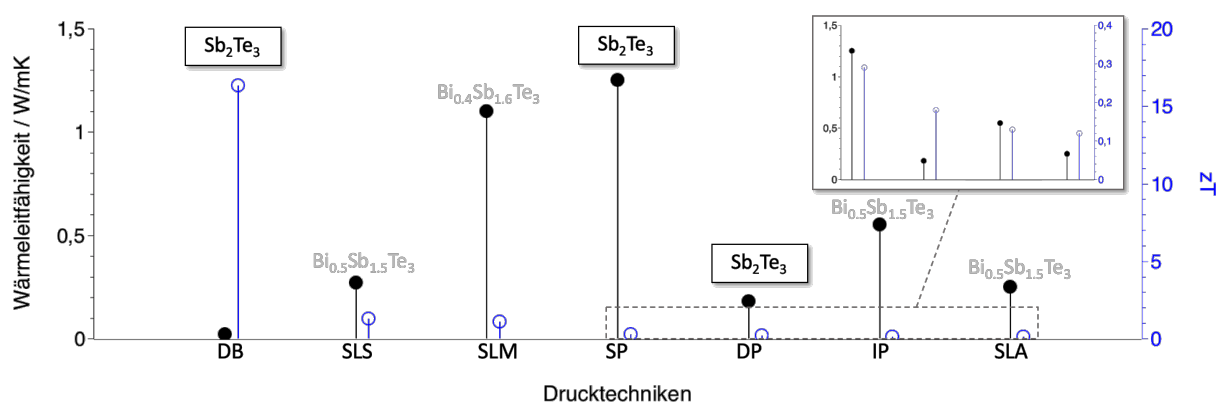 1,5
1
0,5
0
Wärmeleitfähigkeit / W/mK
Sb2Te3
Bi0.5Sb1.5Te3
Bi0.4Sb1.6Te3
Sb2Te3
Sb2Te3
Bi0.5Sb1.5Te3
Bi0.5Sb1.5Te3
1,5
1
0,5
0
0,4
0,3
0,2
0,1
0
20
15
10
5
0
zT
DB SLS SLM SP DP IP SLA
Drucktechniken